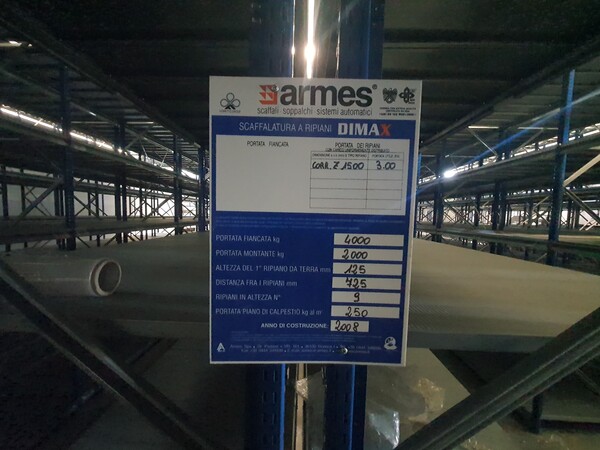 armes®
scaffali · soppalchi · sistemi automatici
SCAFFALATURA A RIPIANI DIMAX
PORTATA FIANCATA
PORTATA DEI RIPIANI
CORR. Z 1500 300
PORTATA FIANCATA kg 4000
PORTATA MONTANTE kg 2000
ALTEZZA DEL 1° RIPIANO DA TERRA mm 125
DISTANZA FRA I RIPIANI mm 725
RIPIANI IN ALTEZZA N° 9
PORTATA PIANO DI CALPESTIO kg al m² 250
ANNO DI COSTRUZIONE 2008